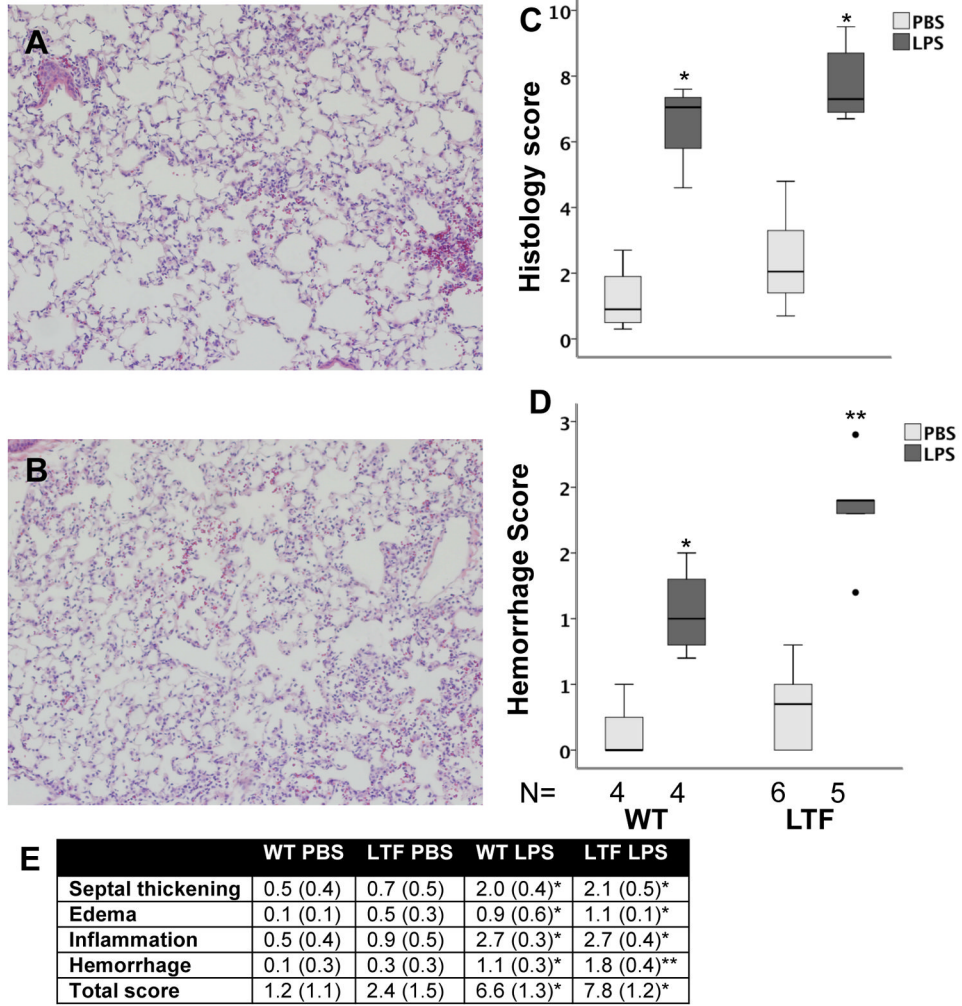 A
B
C
Histology score
10
8
6
4
2
0
*
*
PBS
LPS
D
Hemorrhage Score
3
2
2
1
1
0
*
**
PBS
LPS
N= 4 4 6 5
WT LTF
E
WT PBS LTF PBS WT LPS LTF LPS
Septal thickening 0.5 (0.4) 0.7 (0.5) 2.0 (0.4)* 2.1 (0.5)*
Edema 0.1 (0.1) 0.5 (0.3) 0.9 (0.6)* 1.1 (0.1)*
Inflammation 0.5 (0.4) 0.9 (0.5) 2.7 (0.3)* 2.7 (0.4)*
Hemorrhage 0.1 (0.3) 0.3 (0.3) 1.1 (0.3)* 1.8 (0.4)**
Total score 1.2 (1.1) 2.4 (1.5) 6.6 (1.3)* 7.8 (1.2)*